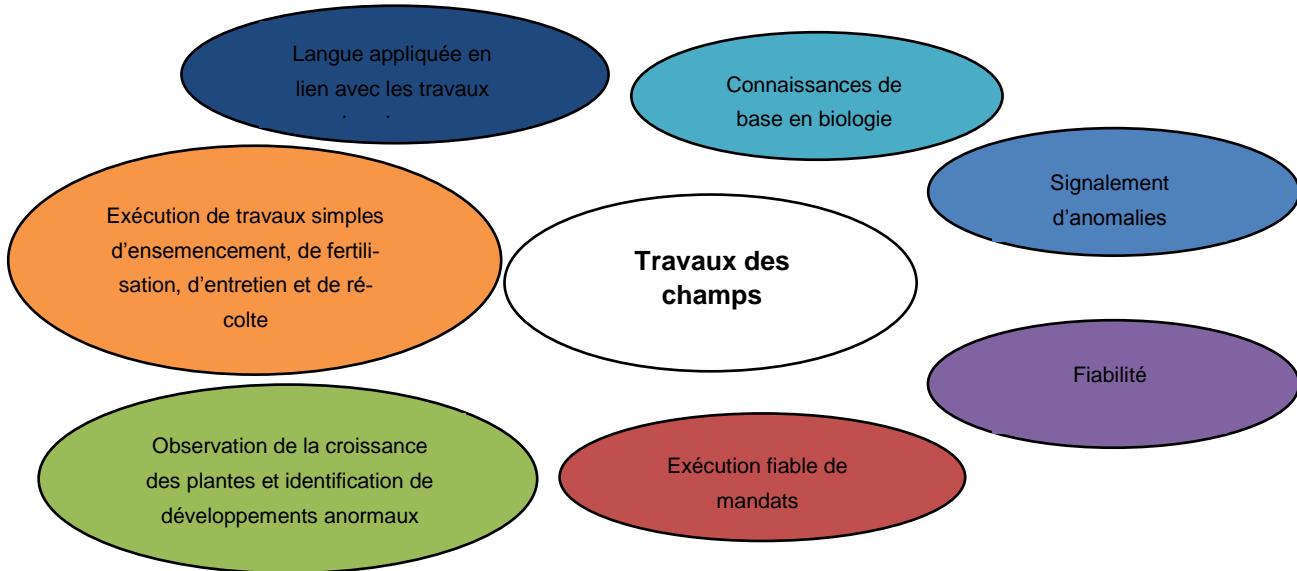 Langue appliquée en
lien avec les travaux
Connaissances de
base en biologie
Signalement
d’anomalies
Exécution de travaux simples
d’ensemencement, de fertili-
sation, d’entretien et de ré-
colte
Travaux des
champs
Fiabilité
Observation de la croissance
des plantes et identification de
développements anormaux
Exécution fiable de
mandats